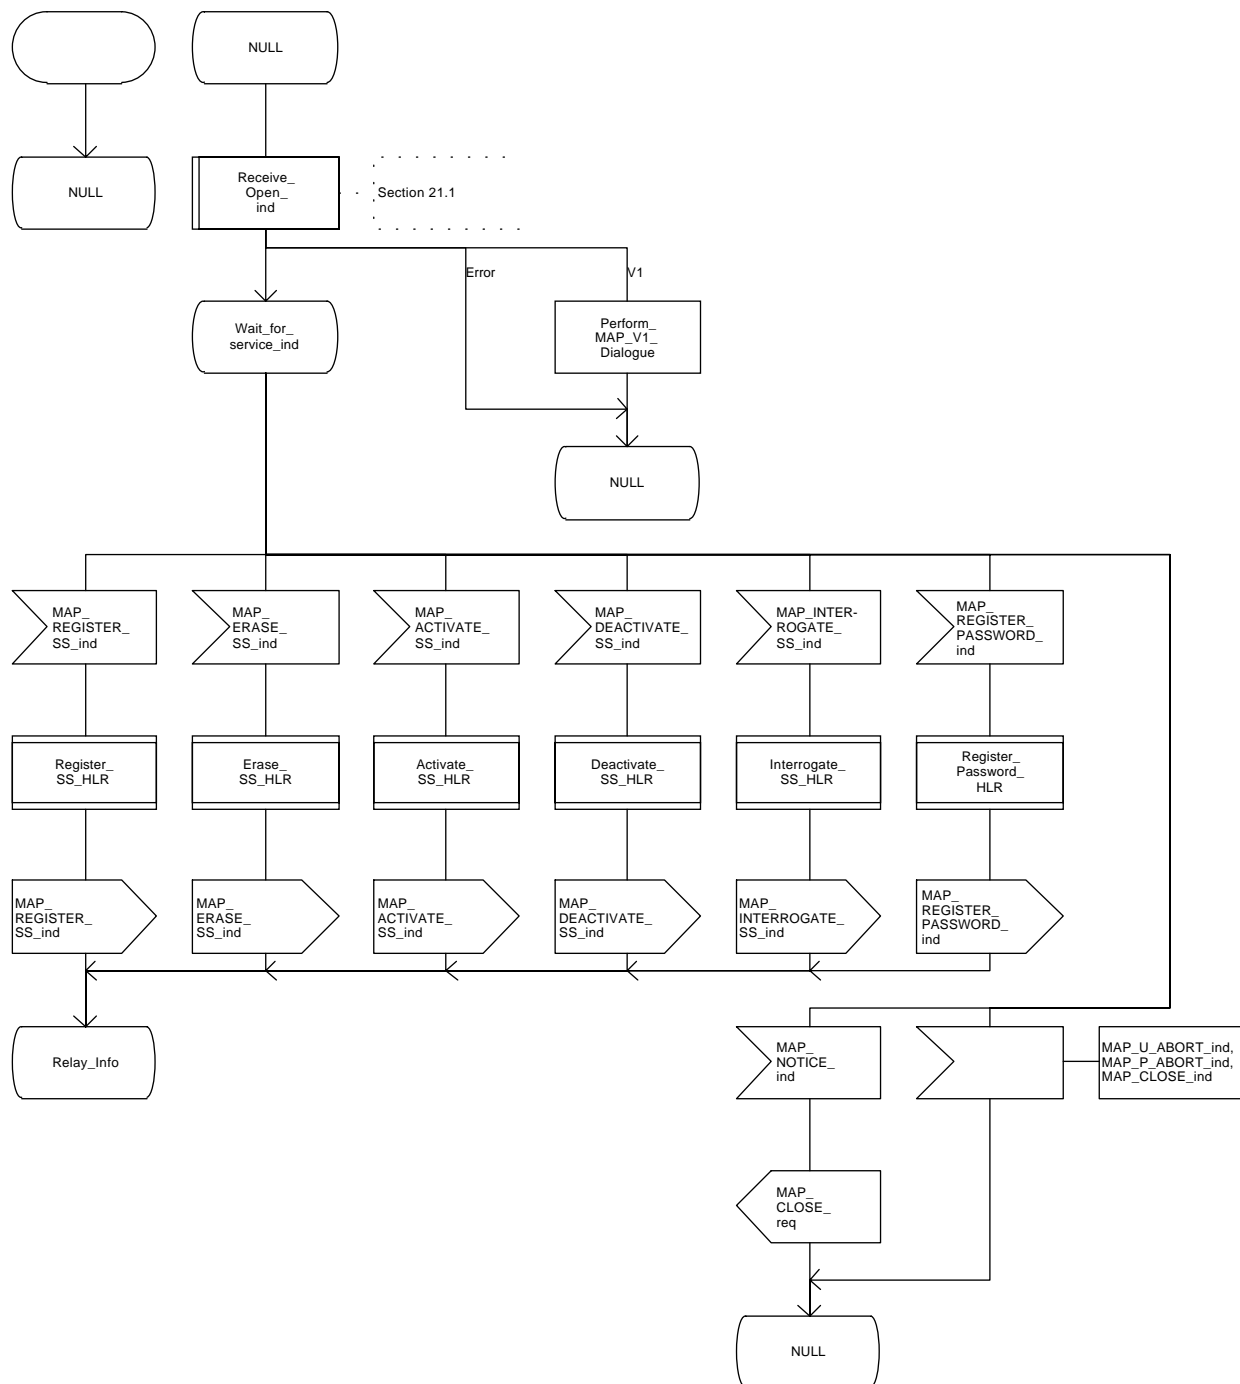 NULL
NULL
Receive_
Open_
ind
Section 21.1
Error
V1
Wait_for_
service_ind
Perform_
MAP_V1_
Dialogue
NULL
MAP_
REGISTER_
SS_ind
MAP_
ERASE_
SS_ind
MAP_
ACTIVATE_
SS_ind
MAP_
DEACTIVATE_
SS_ind
MAP_INTER-
ROGATE_
SS_ind
MAP_
REGISTER_
PASSWORD_
ind
Register_
SS_HLR
Erase_
SS_HLR
Activate_
SS_HLR
Deactivate_
SS_HLR
Interrogate_
SS_HLR
Register_
Password_
HLR
MAP_
REGISTER_
SS_ind
MAP_
ERASE_
SS_ind
MAP_
ACTIVATE_
SS_ind
MAP_
DEACTIVATE_
SS_ind
MAP_
INTERROGATE_
SS_ind
MAP_
REGISTER_
PASSWORD_
ind
Relay_Info
MAP_
NOTICE_
ind
MAP_U_ABORT_ind,
MAP_P_ABORT_ind,
MAP_CLOSE_ind
MAP_
CLOSE_
req
NULL